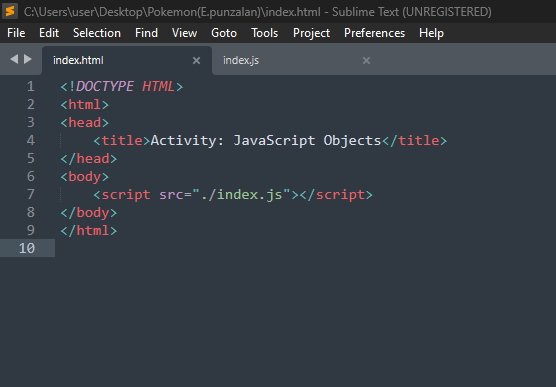 C:\Users\user\Desktop\Pokemon(E.punzalan)\index.html - Sublime Text (UNREGISTERED)
File Edit Selection Find View Goto Tools Project Preferences Help
index.html × index.js ×
1 <!DOCTYPE HTML>
2 <html>
3 <head>
4     <title>Activity: JavaScript Objects</title>
5 </head>
6 <body>
7     <script src="./index.js"></script>
8 </body>
9 </html>
10